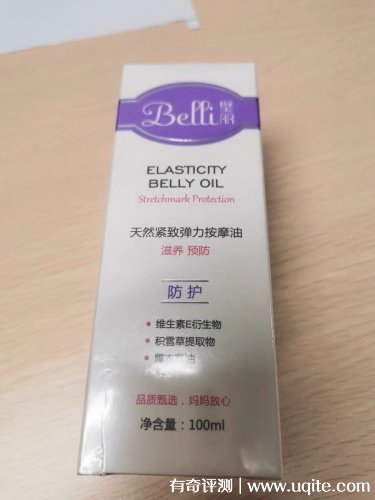 Belli 璧丽
ELASTICITY
BELLY OIL
Stretchmark Protection
天然紧致弹力按摩油
滋养 预防
防护
• 维生素E衍生物
• 积雪草提取物
品质甄选，妈妈放心
净含量：100ml
有奇评测 | www.uqite.com